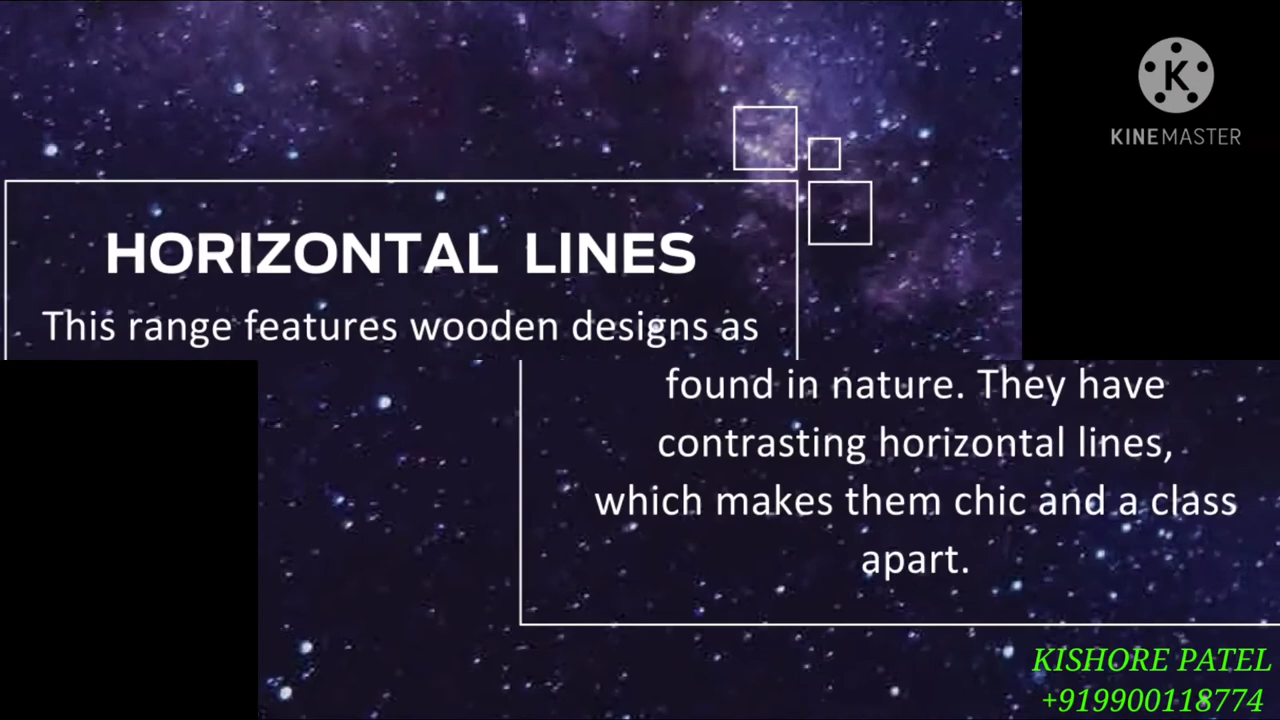 K
KINEMASTER
HORIZONTAL LINES
This range features wooden designs as
found in nature. They have
contrasting horizontal lines,
which makes them chic and a class
apart.
KISHORE PATEL
+919900118774